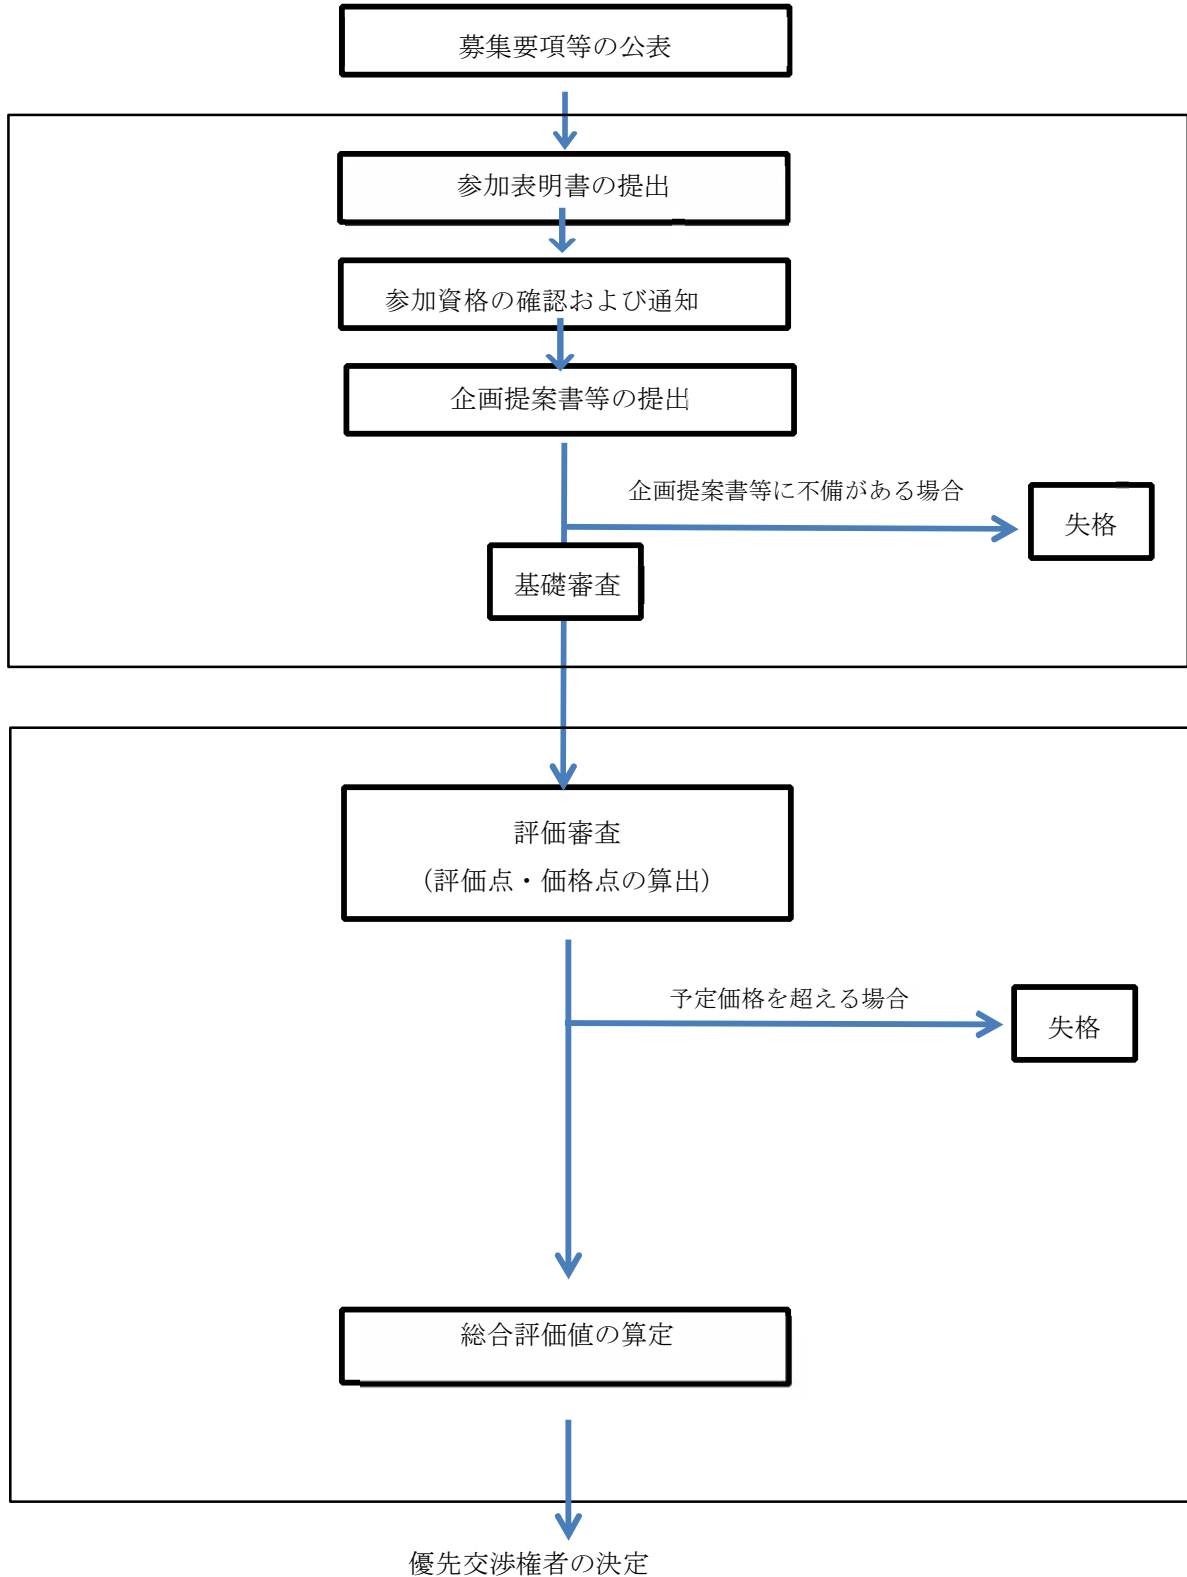 募集要項等の公表
参加表明書の提出
参加資格の確認および通知
企画提案書等の提出
企画提案書等に不備がある場合
失格
基礎審査
評価審査
（評価点・価格点の算出）
予定価格を超える場合
失格
総合評価値の算定
優先交渉権者の決定